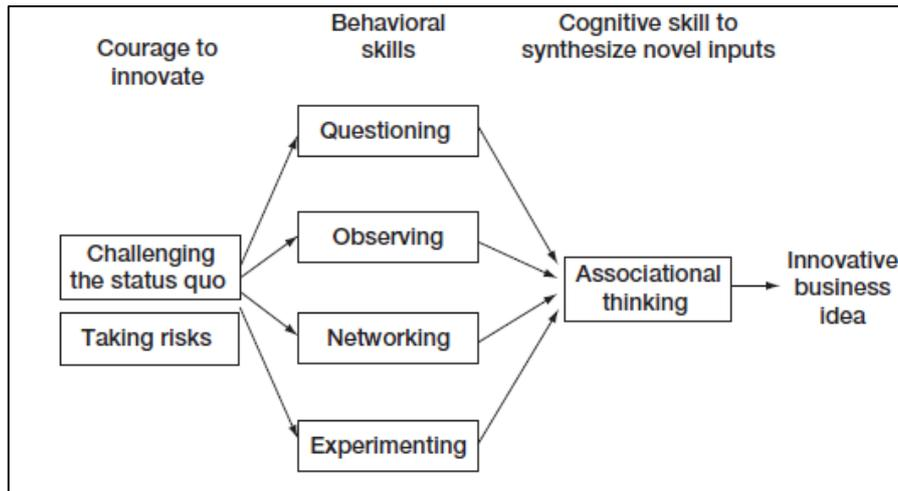 Courage to
innovate
Behavioral
skills
Cognitive skill to
synthesize novel inputs
Challenging
the status quo
Taking risks
Questioning
Observing
Networking
Experimenting
Associational
thinking
Innovative
business
idea